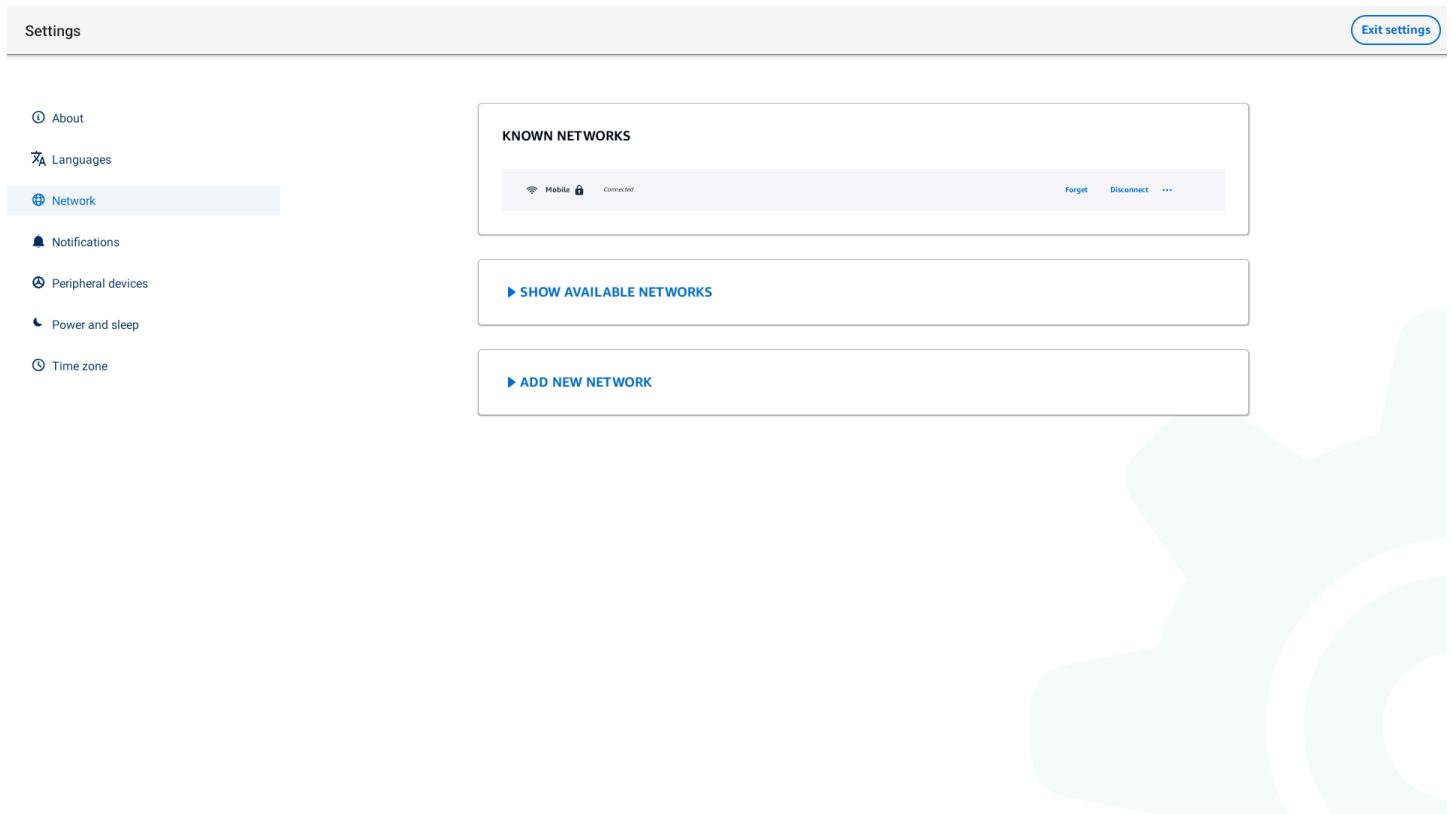 Settings
Exit settings
About
Languages
Network
Notifications
Peripheral devices
Power and sleep
Time zone
KNOWN NETWORKS
Mobile Connected Forget Disconnect ...
SHOW AVAILABLE NETWORKS
ADD NEW NETWORK